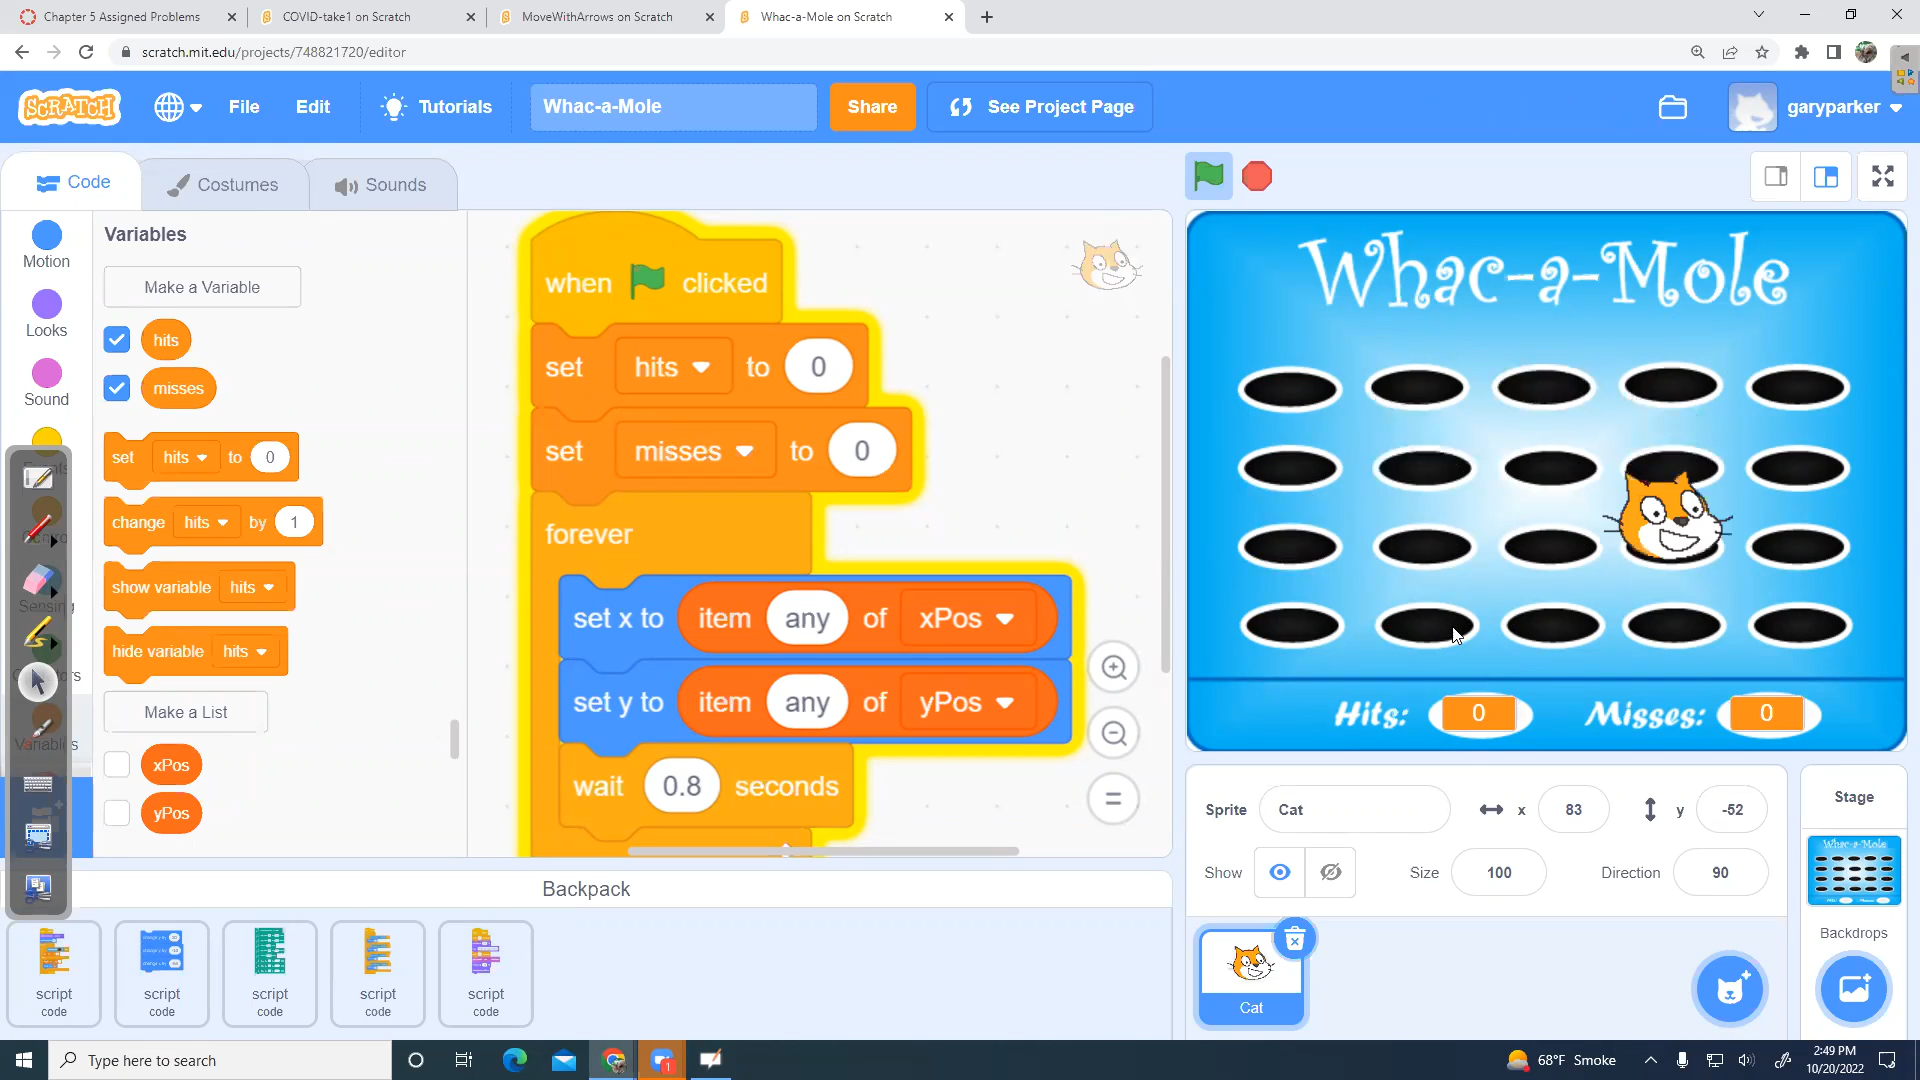 Chapter 5 Assigned Problems
COVID-take1 on Scratch
MoveWithArrows on Scratch
Whac-a-Mole on Scratch
scratch.mit.edu/projects/748821720/editor
SCRATCH
File
Edit
Tutorials
Whac-a-Mole
Share
See Project Page
garyparker
Code
Costumes
Sounds
Motion
Looks
Sound
Sensing
Variables
Variables
Make a Variable
hits
misses
set hits to 0
change hits by 1
show variable hits
hide variable hits
Make a List
xPos
yPos
when clicked
set hits to 0
set misses to 0
forever
set x to item any of xPos
set y to item any of yPos
wait 0.8 seconds
Whac-a-Mole
Hits: 0
Misses: 0
Sprite Cat x 83 y -52
Show Size 100 Direction 90
Cat
Stage
Whac-a-Mole
Backdrops
Backpack
script
code
script
code
script
code
script
code
script
code
Type here to search
1
68°F Smoke
2:49 PM
10/20/2022